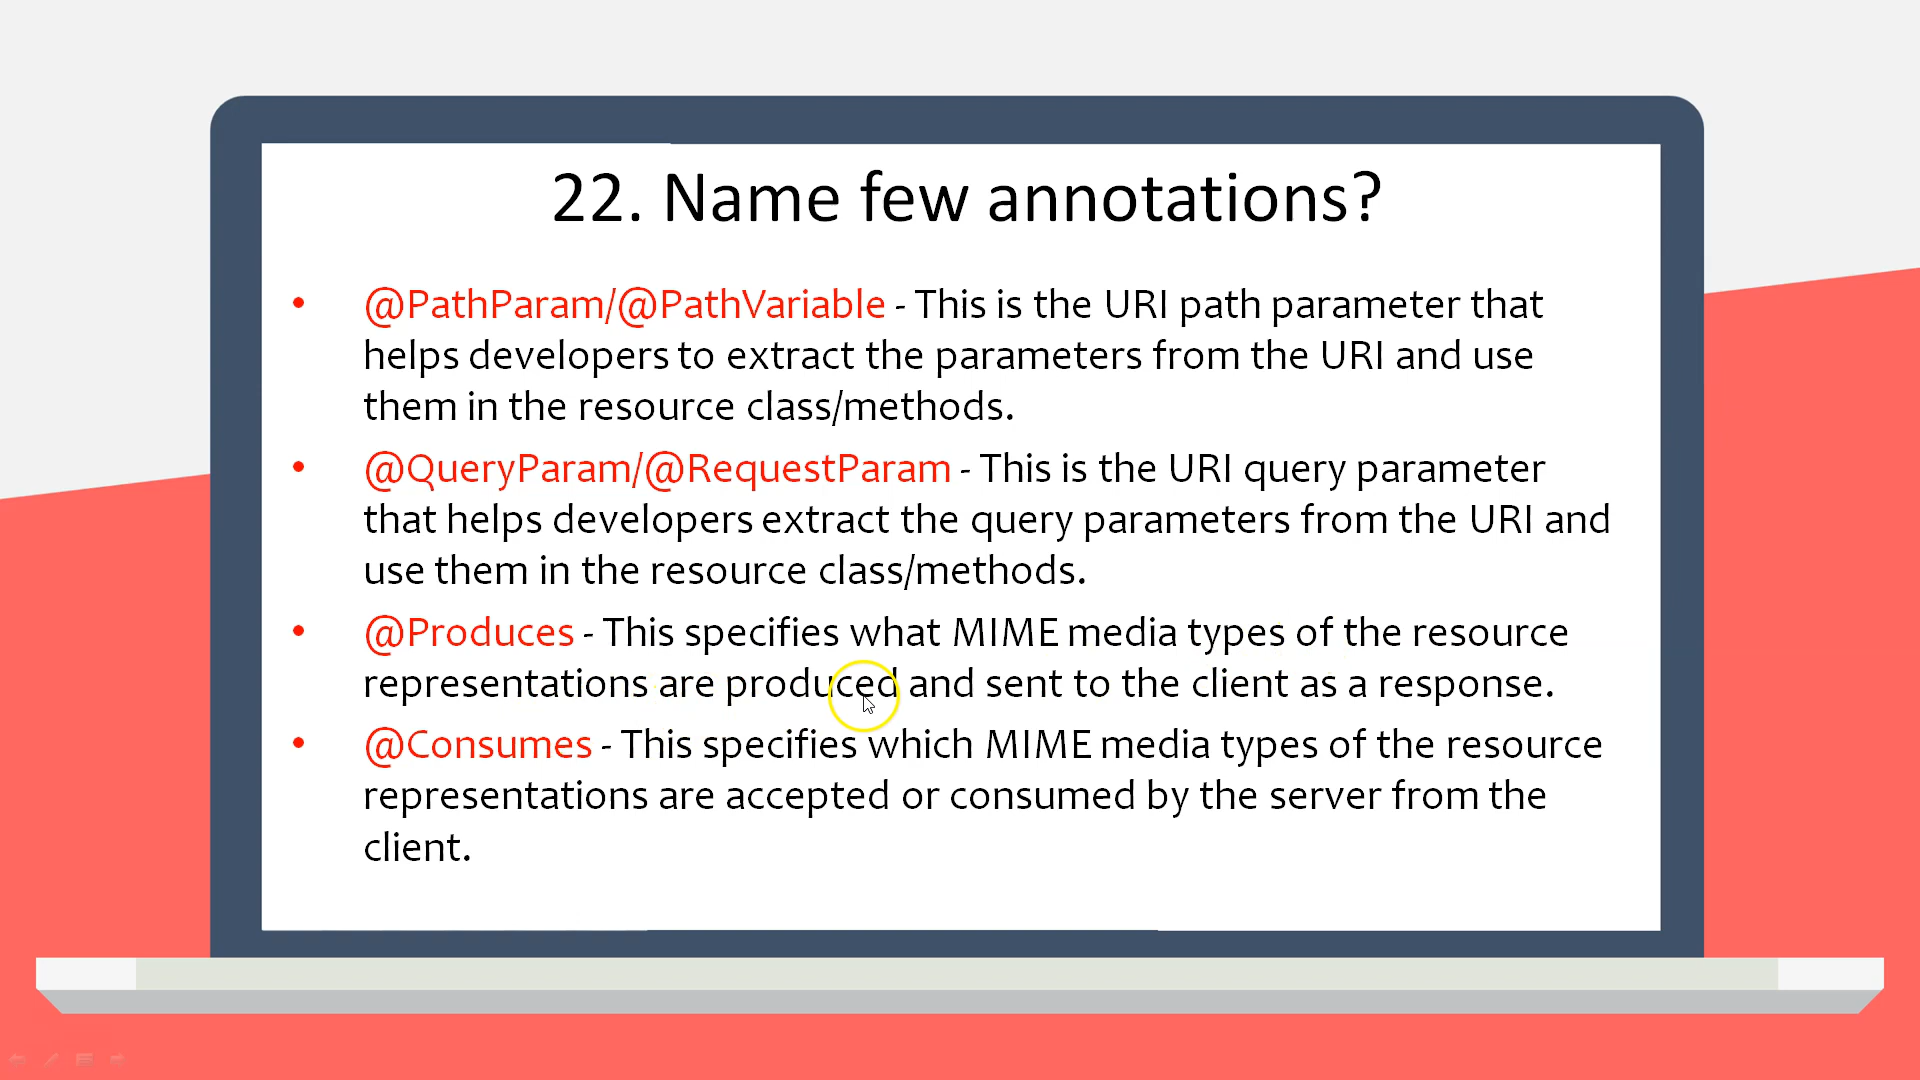 22. Name few annotations?
• @PathParam/@PathVariable - This is the URI path parameter that
helps developers to extract the parameters from the URI and use
them in the resource class/methods.
• @QueryParam/@RequestParam - This is the URI query parameter
that helps developers extract the query parameters from the URI and
use them in the resource class/methods.
• @Produces - This specifies what MIME media types of the resource
representations are produced and sent to the client as a response.
• @Consumes - This specifies which MIME media types of the resource
representations are accepted or consumed by the server from the
client.